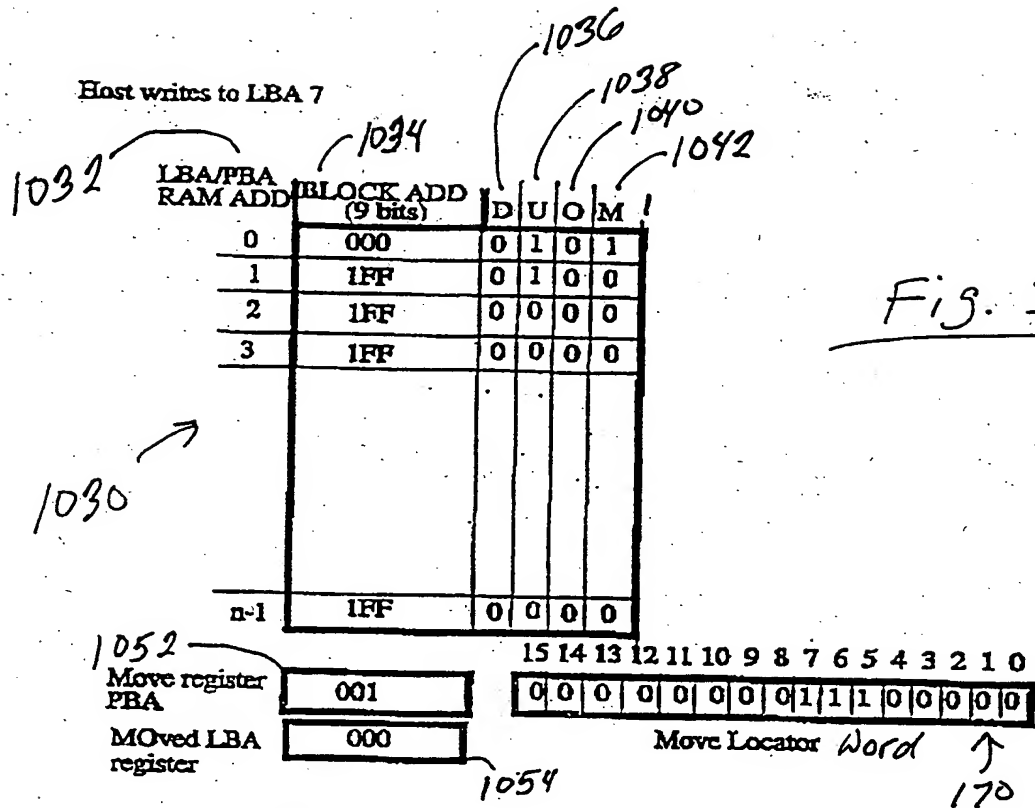 1036
Host writes to LBA 7
1038
1034
1040
1042
1032
LBA/PBA
RAM ADD
BLOCK ADD
(9 bits)
D U O M
0 000 0 1 0 1
1 1FF 0 1 0 0
2 1FF 0 0 0 0
Fig.
3 1FF 0 0 0 0
1030
n-1 1FF 0 0 0 0
1052
15 14 13 12 11 10 9 8 7 6 5 4 3 2 1 0
Move register
PBA
001
0 0 0 0 0 0 0 0 1 1 1 0 0 0 0 0
MOved LBA
register
000
Move Locator Word
1054
170